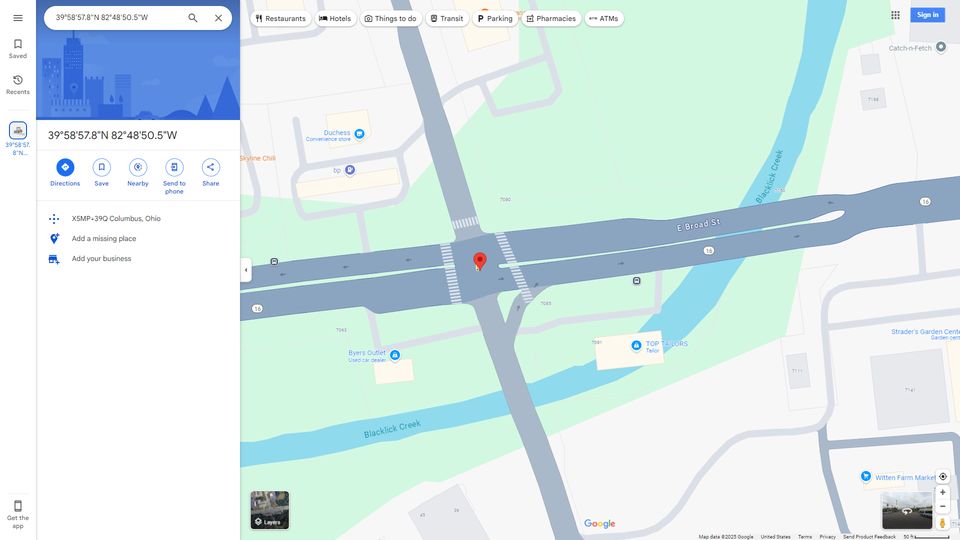 39°58'57.8"N 82°48'50.5"W
Restaurants
Hotels
Things to do
Transit
Parking
Pharmacies
ATMs
Sign in
Saved
Recents
39°58'57.
8"N...
Get the
app
39°58'57.8"N 82°48'50.5"W
Directions
Save
Nearby
Send to
phone
Share
X5MP+39Q Columbus, Ohio
Add a missing place
Add your business
Catch-n-Fetch
7198
Duchess
Convenience store
Skyline Chili
bp
7080
Blacklick Creek
E Broad St
16
16
16
7085
7063
Byers Outlet
Used car dealer
7091
TOP TAILORS
Tailor
7111
Strader's Garden Cente
Garden cent
7141
Blacklick Creek
Witten Farm Market
43
39
Layers
Google
Map data ©2025 Google
United States
Terms
Privacy
Send Product Feedback
50 ft